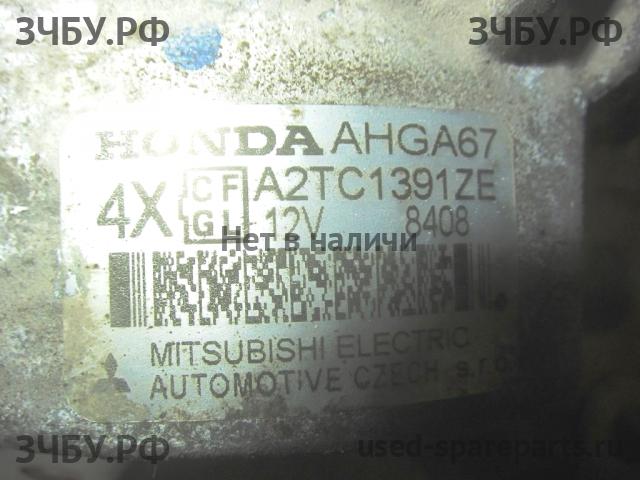 ЗЧБУ.РФ
ЗЧБУ.РФ
HONDA AHGA67
4X CF A2TC1391ZE
GL 12V 8408
Нет в наличи
MITSUBISHI ELECTRIC
AUTOMOTIVE CZECH s.r.o.
ЗЧБУ.РФ
used-spareparts.ru